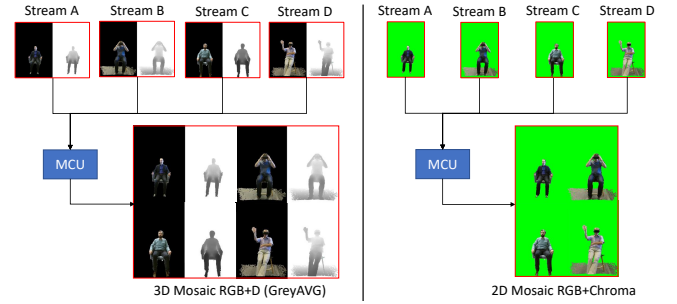 Stream A Stream B Stream C Stream D
Stream A Stream B Stream C Stream D
MCU
MCU
3D Mosaic RGB+D (GreyAVG)
2D Mosaic RGB+Chroma